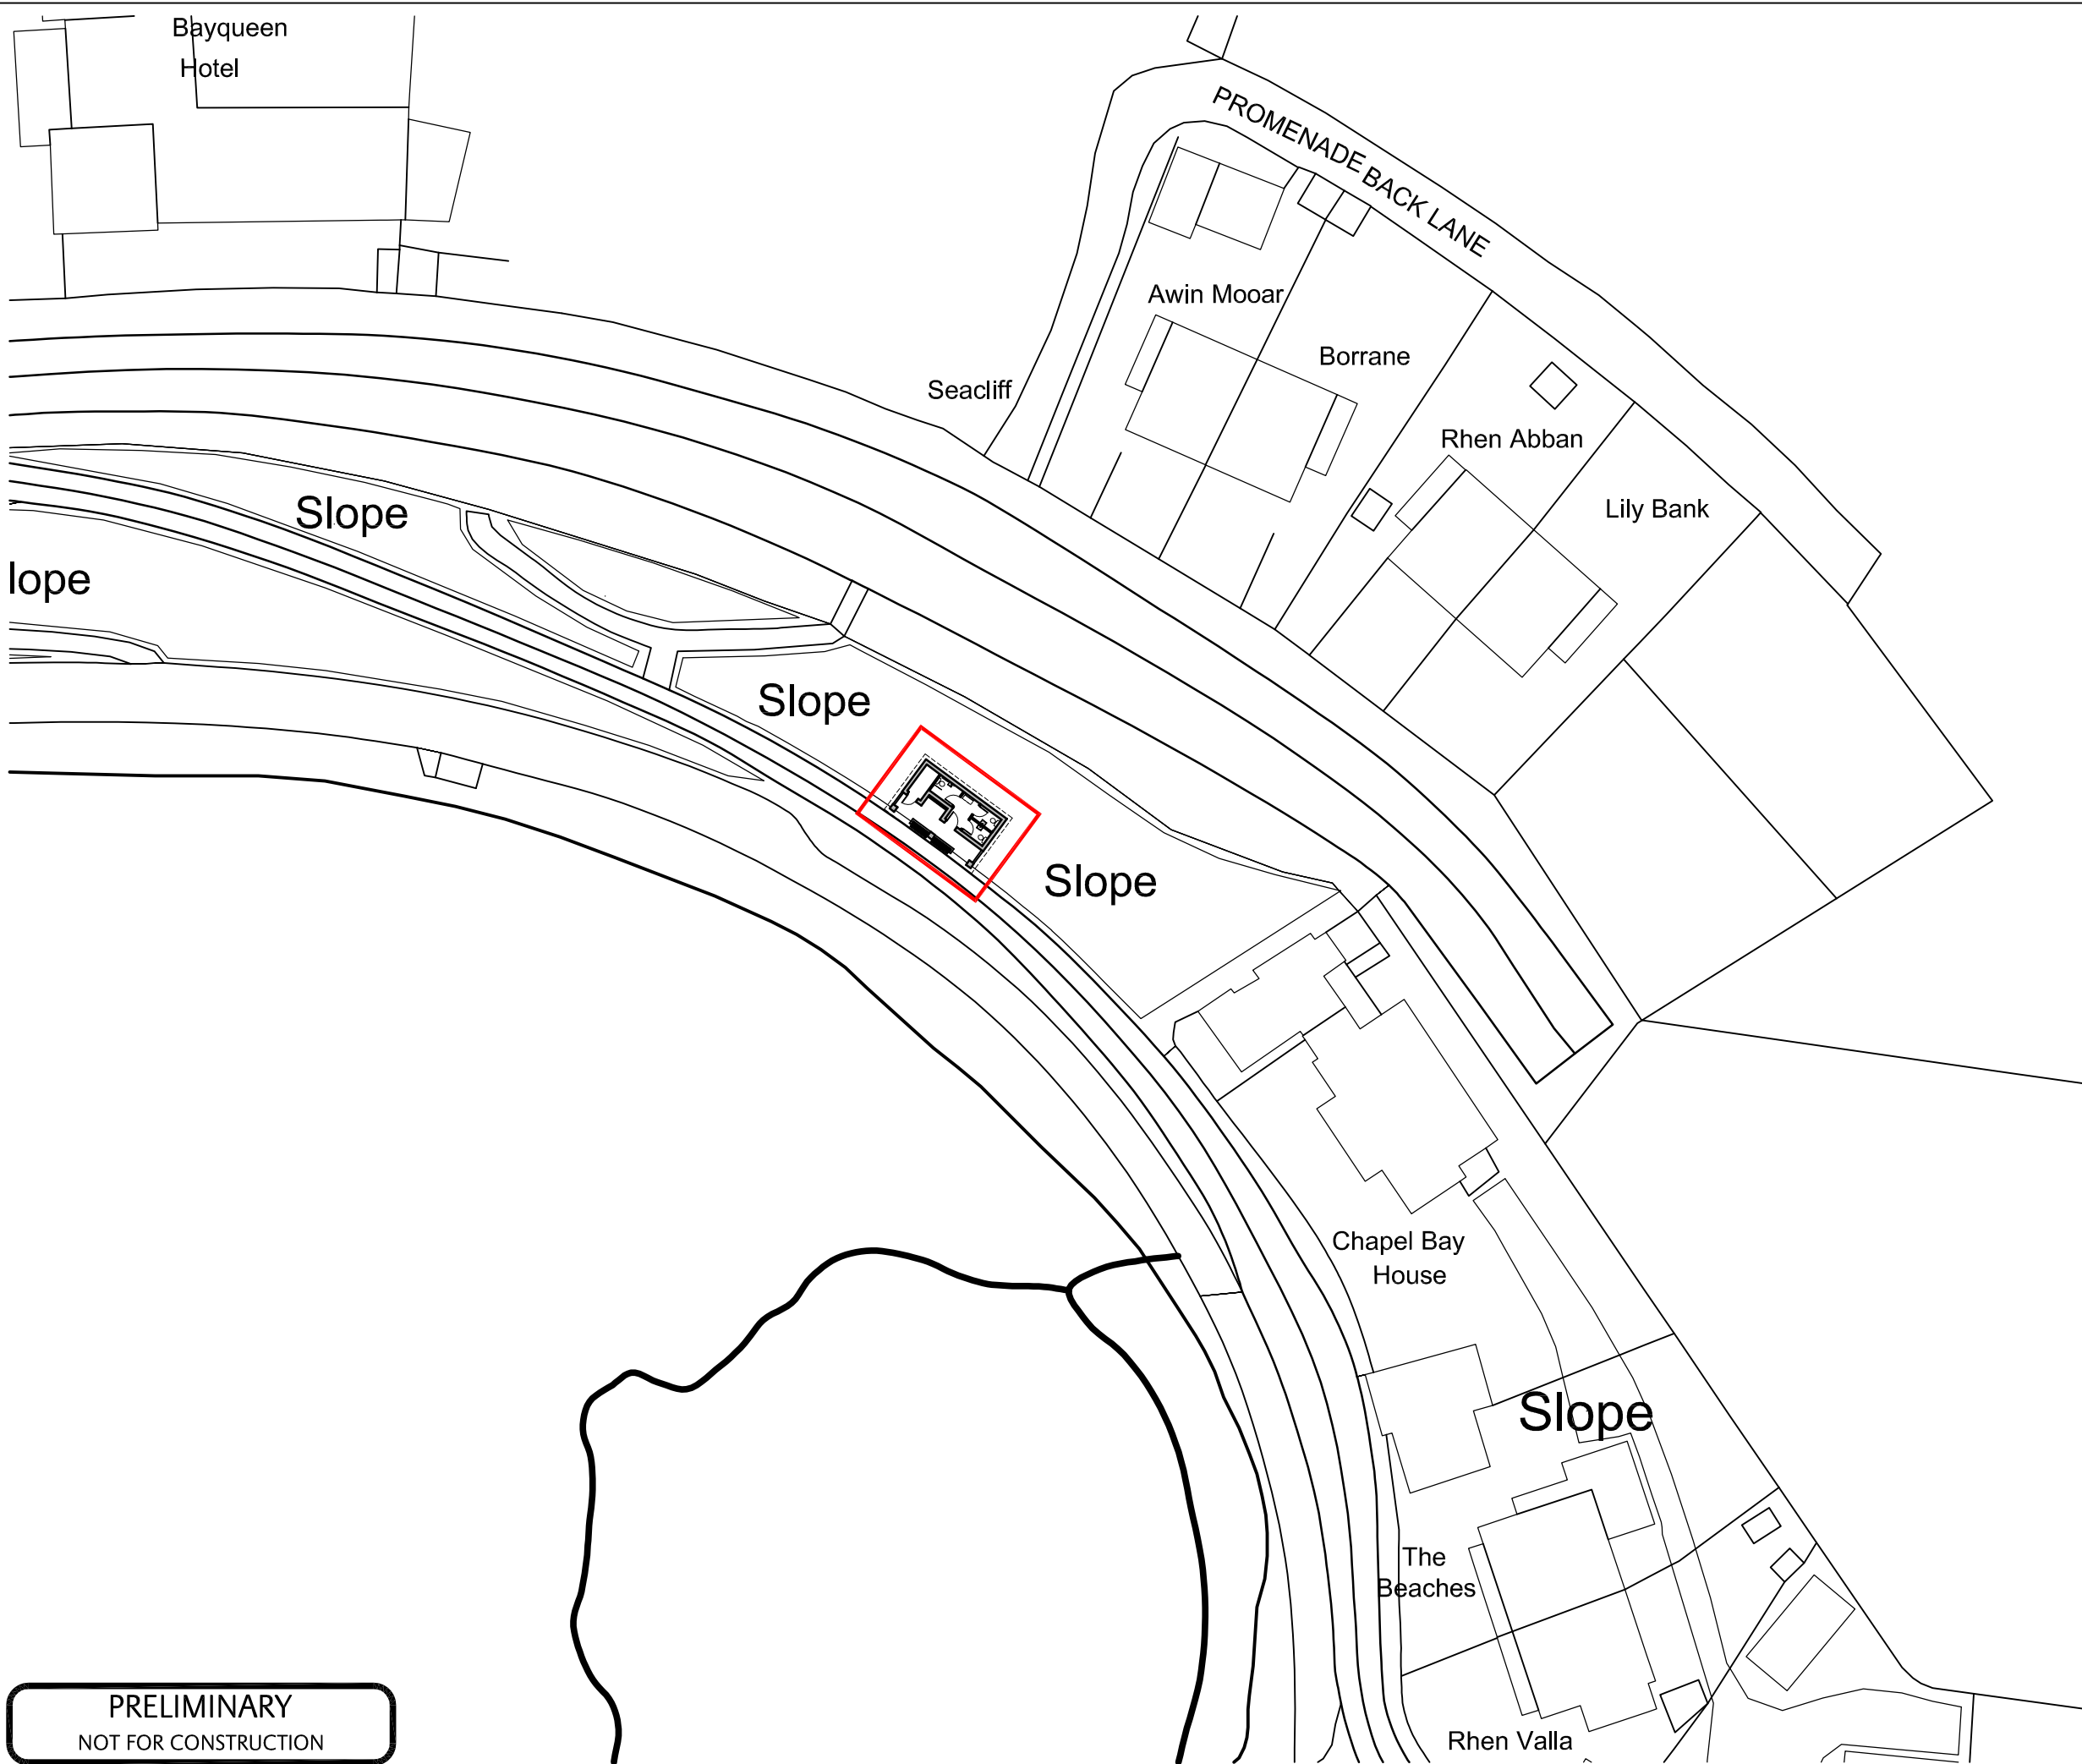 Bayqueen
Hotel
PROMENADE BACK LANE
Awin Mooar
Borrane
Seacliff
Rhen Abban
Lily Bank
Slope
lope
Slope
Slope
Chapel Bay
House
Slope
The
Beaches
Rhen Valla
PRELIMINARY
NOT FOR CONSTRUCTION